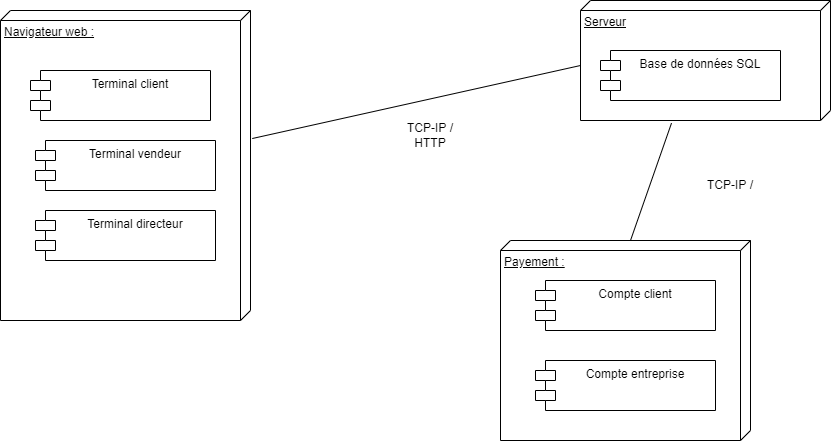 Navigateur web :
Terminal client
Terminal vendeur
Terminal directeur
TCP-IP /
HTTP
Serveur
Base de données SQL
TCP-IP /
Payement :
Compte client
Compte entreprise